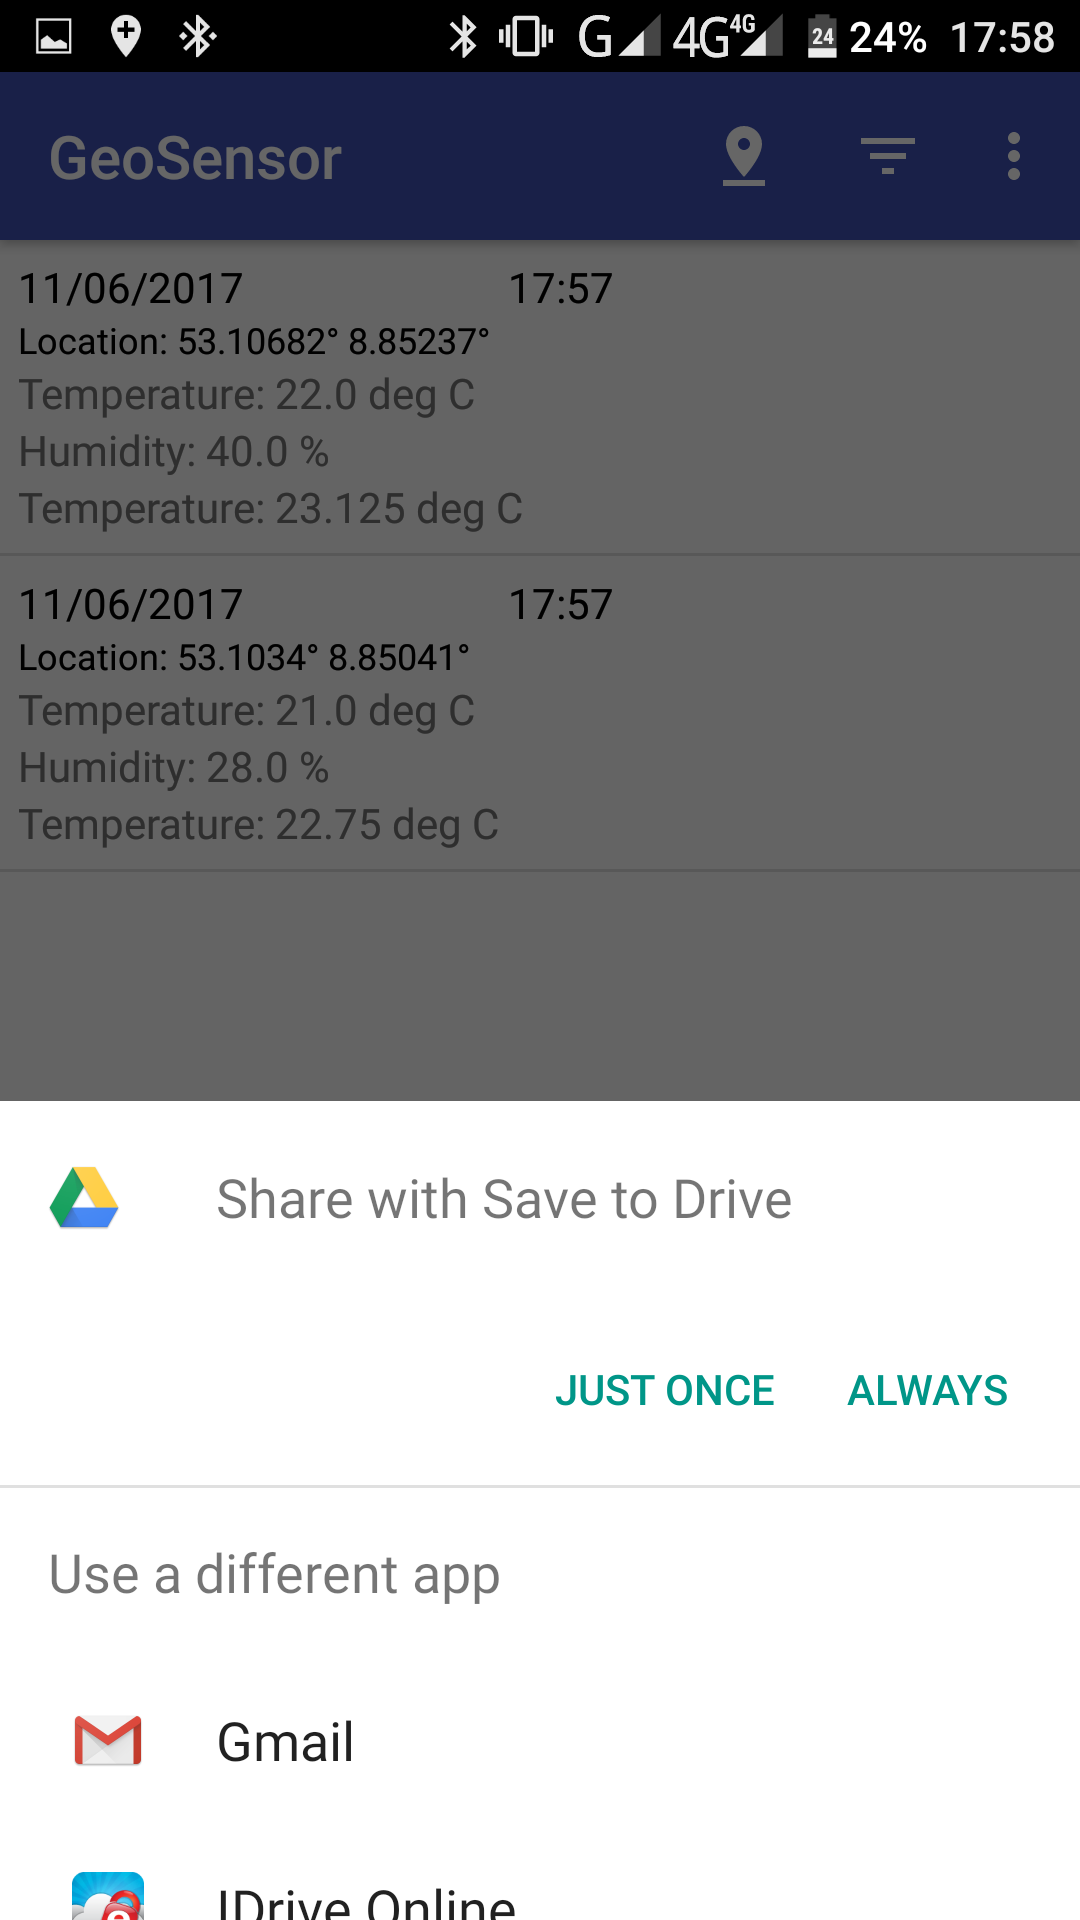 G 4G 4G 24 24% 17:58
GeoSensor
11/06/2017 17:57
Location: 53.10682° 8.85237°
Temperature: 22.0 deg C
Humidity: 40.0 %
Temperature: 23.125 deg C
11/06/2017 17:57
Location: 53.1034° 8.85041°
Temperature: 21.0 deg C
Humidity: 28.0 %
Temperature: 22.75 deg C
Share with Save to Drive
JUST ONCE ALWAYS
Use a different app
Gmail
IDrive Online